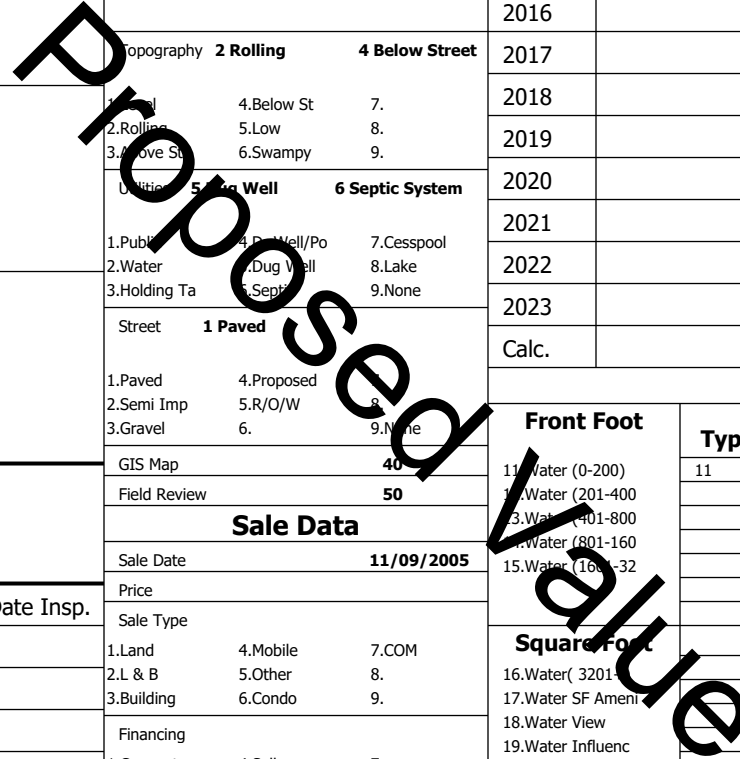 Topography 2 Rolling 4 Below Street
1.Level 4.Below St 7.
2.Rolling 5.Low 8.
3.Above St 6.Swampy 9.
Utilities 5 Dug Well 6 Septic System
1.Public 4.Dr Well/Po 7.Cesspool
2.Water 5.Dug Well 8.Lake
3.Holding Ta 6.Septic 9.None
Street 1 Paved
1.Paved 4.Proposed 7.
2.Semi Imp 5.R/O/W 8.
3.Gravel 6. 9.None
GIS Map 40
Field Review 50
Sale Data
Sale Date 11/09/2005
Price
Sale Type
1.Land 4.Mobile 7.COM
2.L & B 5.Other 8.
3.Building 6.Condo 9.
Financing
Date Insp.
2016
2017
2018
2019
2020
2021
2022
2023
Calc.
Front Foot
Typ
11.Water (0-200) 11
12.Water (201-400
13.Water (401-800
14.Water (801-160
15.Water (1601-32
Square Foot
16.Water( 3201-
17.Water SF Ameni
18.Water View
19.Water Influenc
Proposed Value